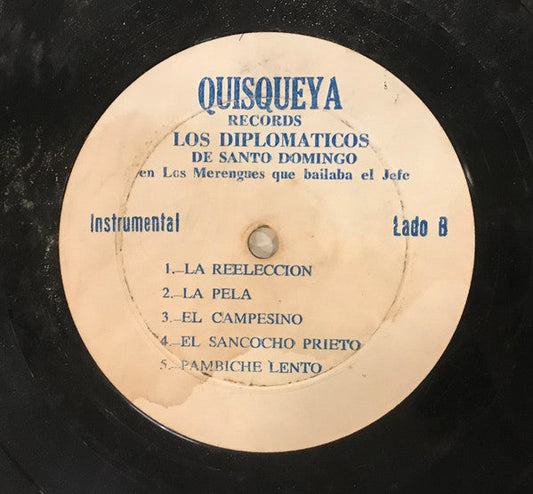 QUISQUEYA
RECORDS
LOS DIPLOMATICOS
DE SANTO DOMINGO
en Los Merengues que bailaba el Jefe
Instrumental Lado B
1.-LA REELECCION
2.-LA PELA
3.-EL CAMPESINO
4.-EL SANCOCHO PRIETO
5.-PAMBICHE LENTO